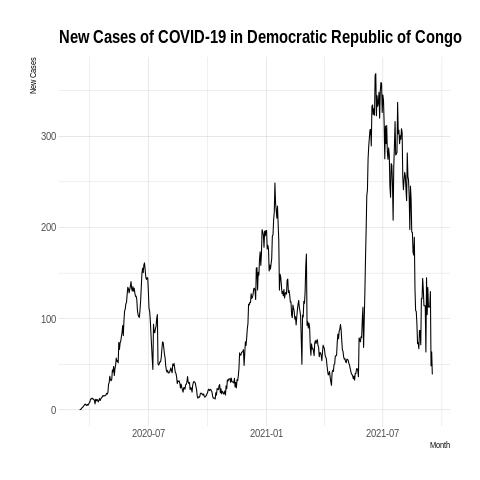 New Cases of COVID-19 in Democratic Republic of Congo
New Cases
300
200
100
0
2020-07
2021-01
2021-07
Month